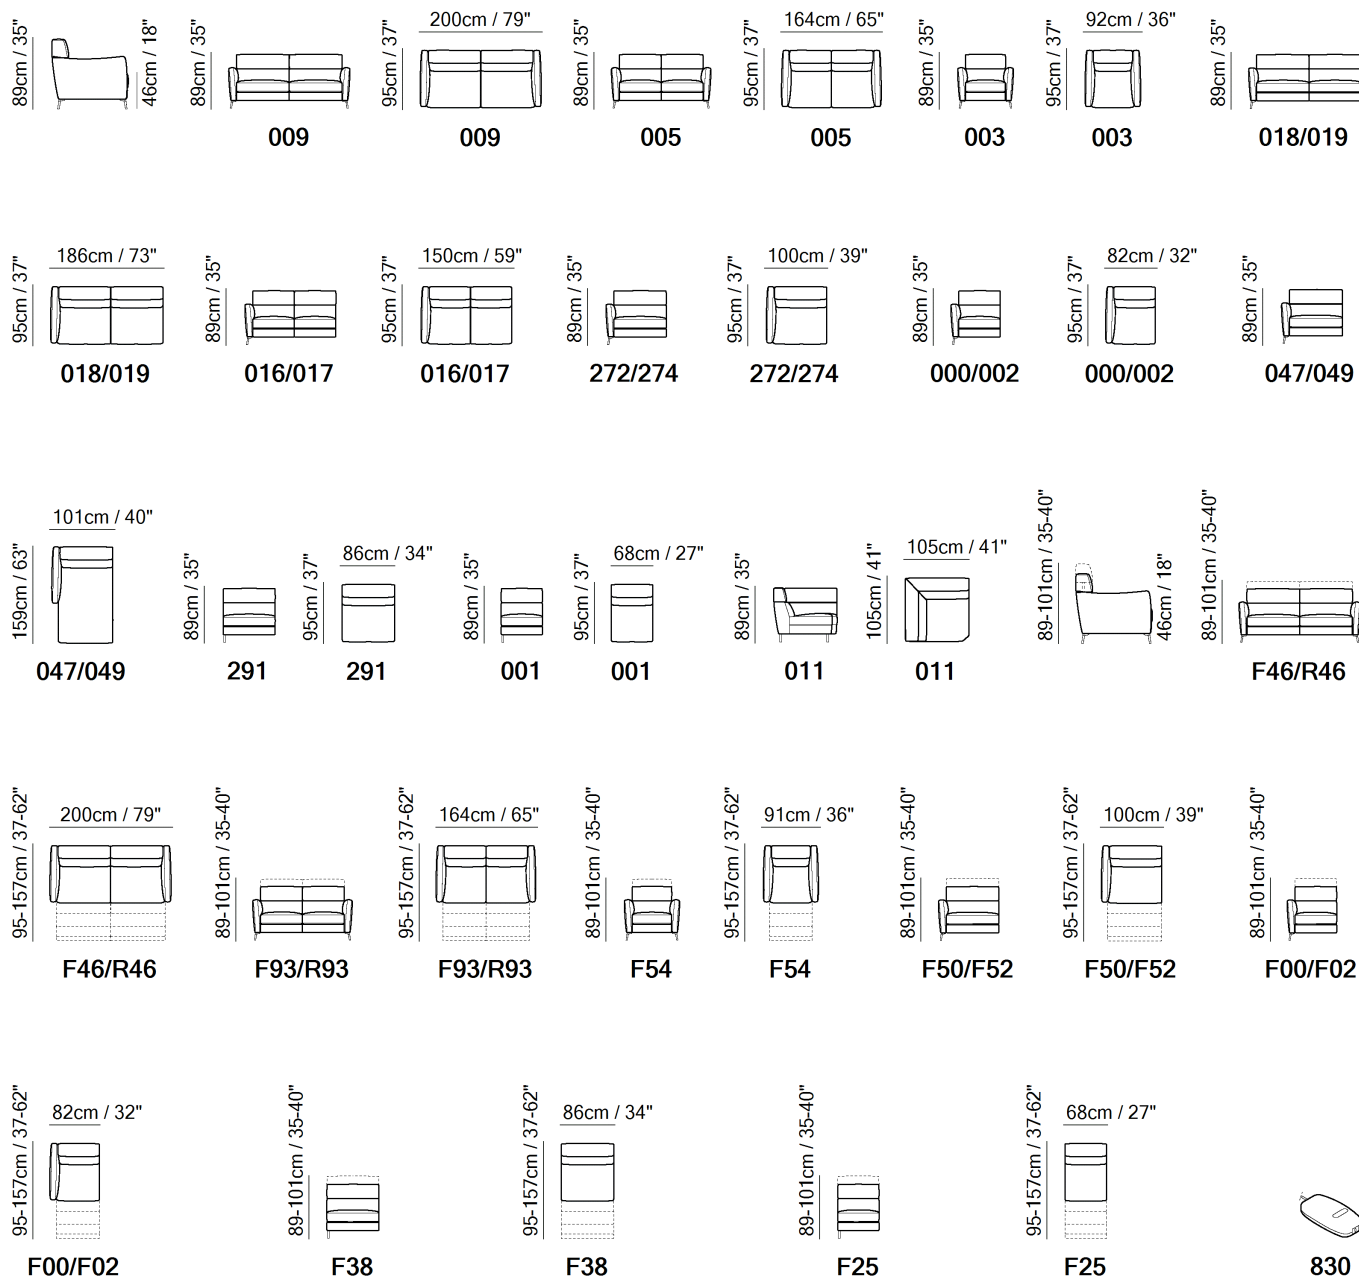 89cm / 35"
46cm / 18"
89cm / 35"
009
95cm / 37"
200cm / 79"
009
89cm / 35"
005
95cm / 37"
164cm / 65"
005
89cm / 35"
003
95cm / 37"
92cm / 36"
003
89cm / 35"
018/019
95cm / 37"
186cm / 73"
018/019
89cm / 35"
016/017
95cm / 37"
150cm / 59"
016/017
89cm / 35"
272/274
95cm / 37"
100cm / 39"
272/274
89cm / 35"
000/002
95cm / 37"
82cm / 32"
000/002
89cm / 35"
047/049
159cm / 63"
101cm / 40"
047/049
89cm / 35"
291
95cm / 37"
86cm / 34"
291
89cm / 35"
001
95cm / 37"
68cm / 27"
001
89cm / 35"
011
105cm / 41"
105cm / 41"
011
89-101cm / 35-40"
46cm / 18"
89-101cm / 35-40"
F46/R46
95-157cm / 37-62"
200cm / 79"
F46/R46
89-101cm / 35-40"
F93/R93
95-157cm / 37-62"
164cm / 65"
F93/R93
89-101cm / 35-40"
F54
95-157cm / 37-62"
91cm / 36"
F54
89-101cm / 35-40"
F50/F52
95-157cm / 37-62"
100cm / 39"
F50/F52
89-101cm / 35-40"
F00/F02
95-157cm / 37-62"
82cm / 32"
F00/F02
89-101cm / 35-40"
F38
95-157cm / 37-62"
86cm / 34"
F38
89-101cm / 35-40"
F25
95-157cm / 37-62"
68cm / 27"
F25
830